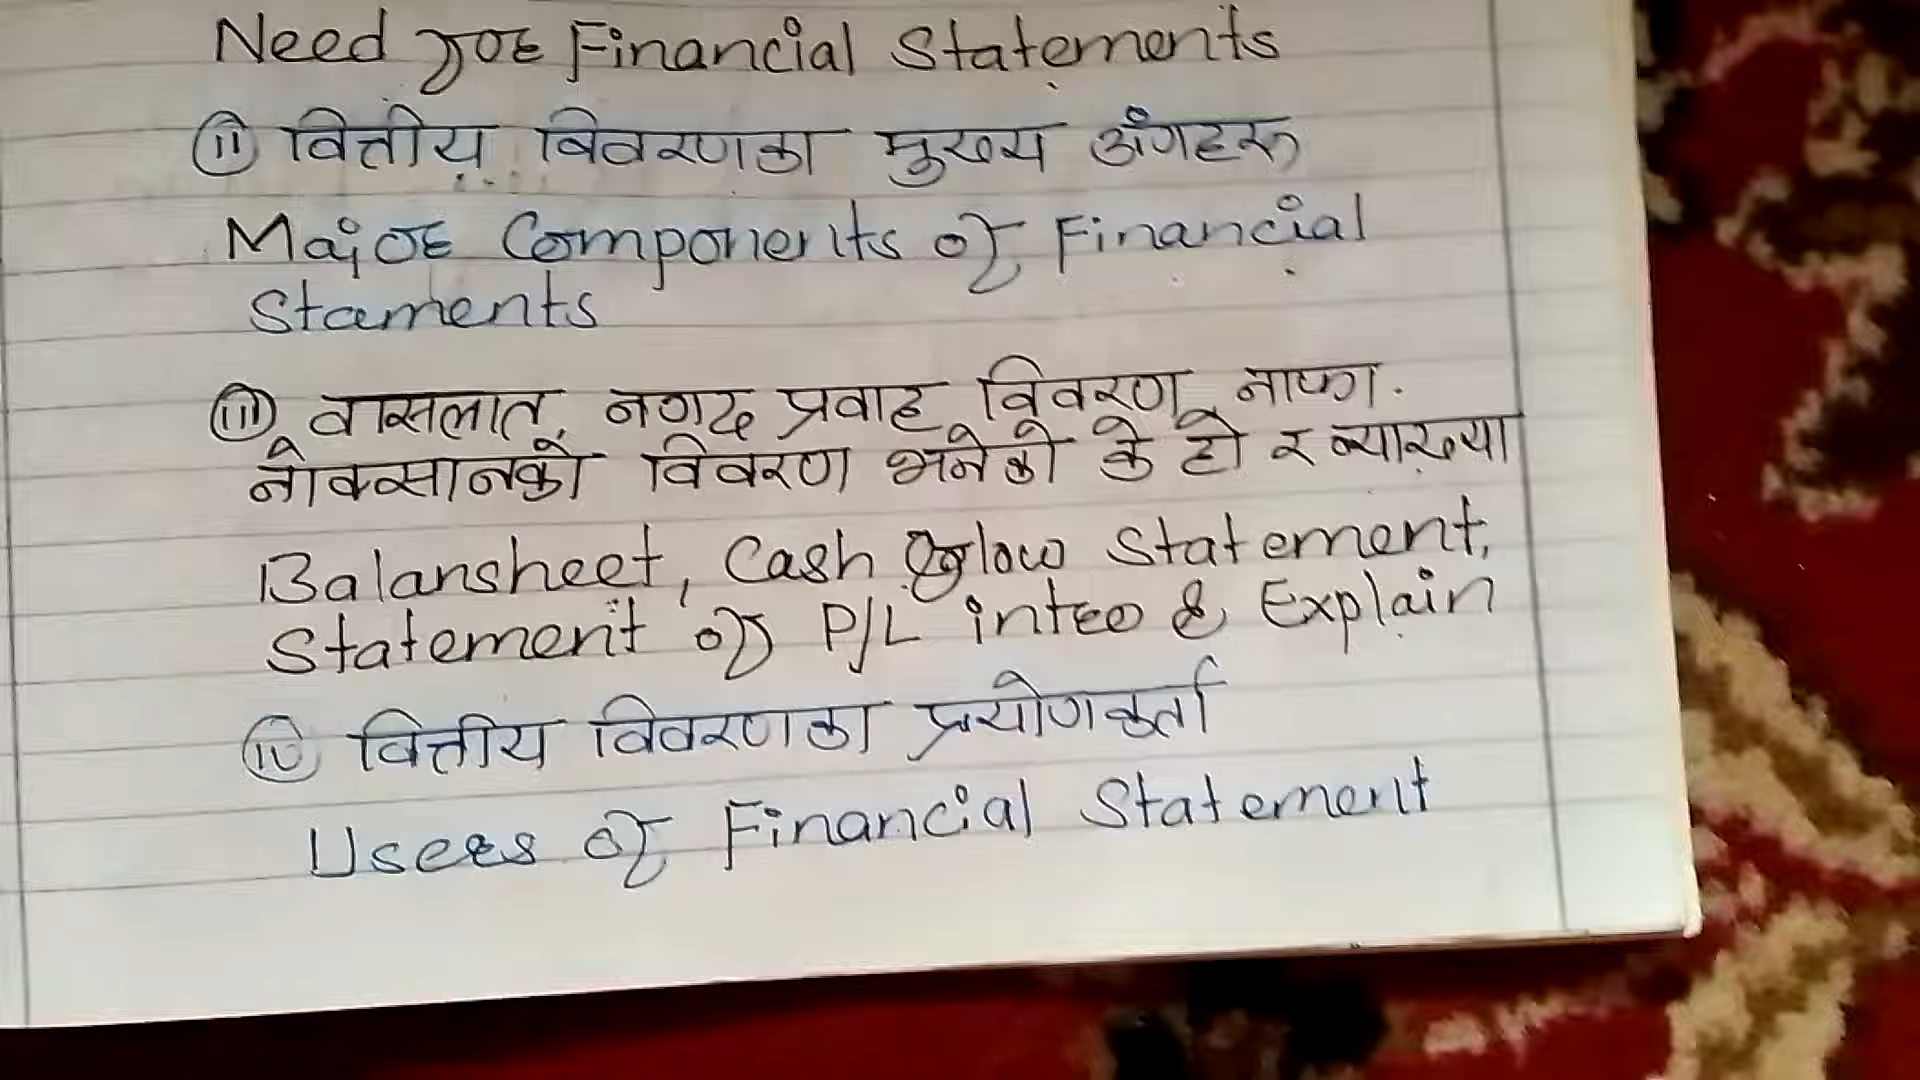 Need for Financial Statements
(ii) वित्तीय विवरणका मुख्य अँगहरु
Major Components of Financial
Staments
(iii) वासलात, नगद प्रवाह विवरण, नाफा.
नोक्सानको विवरण भनेको के हो र व्याख्या
Balansheet, Cash flow Statement,
Statement of P/L intro & Explain
(iv) वित्तीय विवरणका प्रयोगकर्ता
Users of Financial Statement